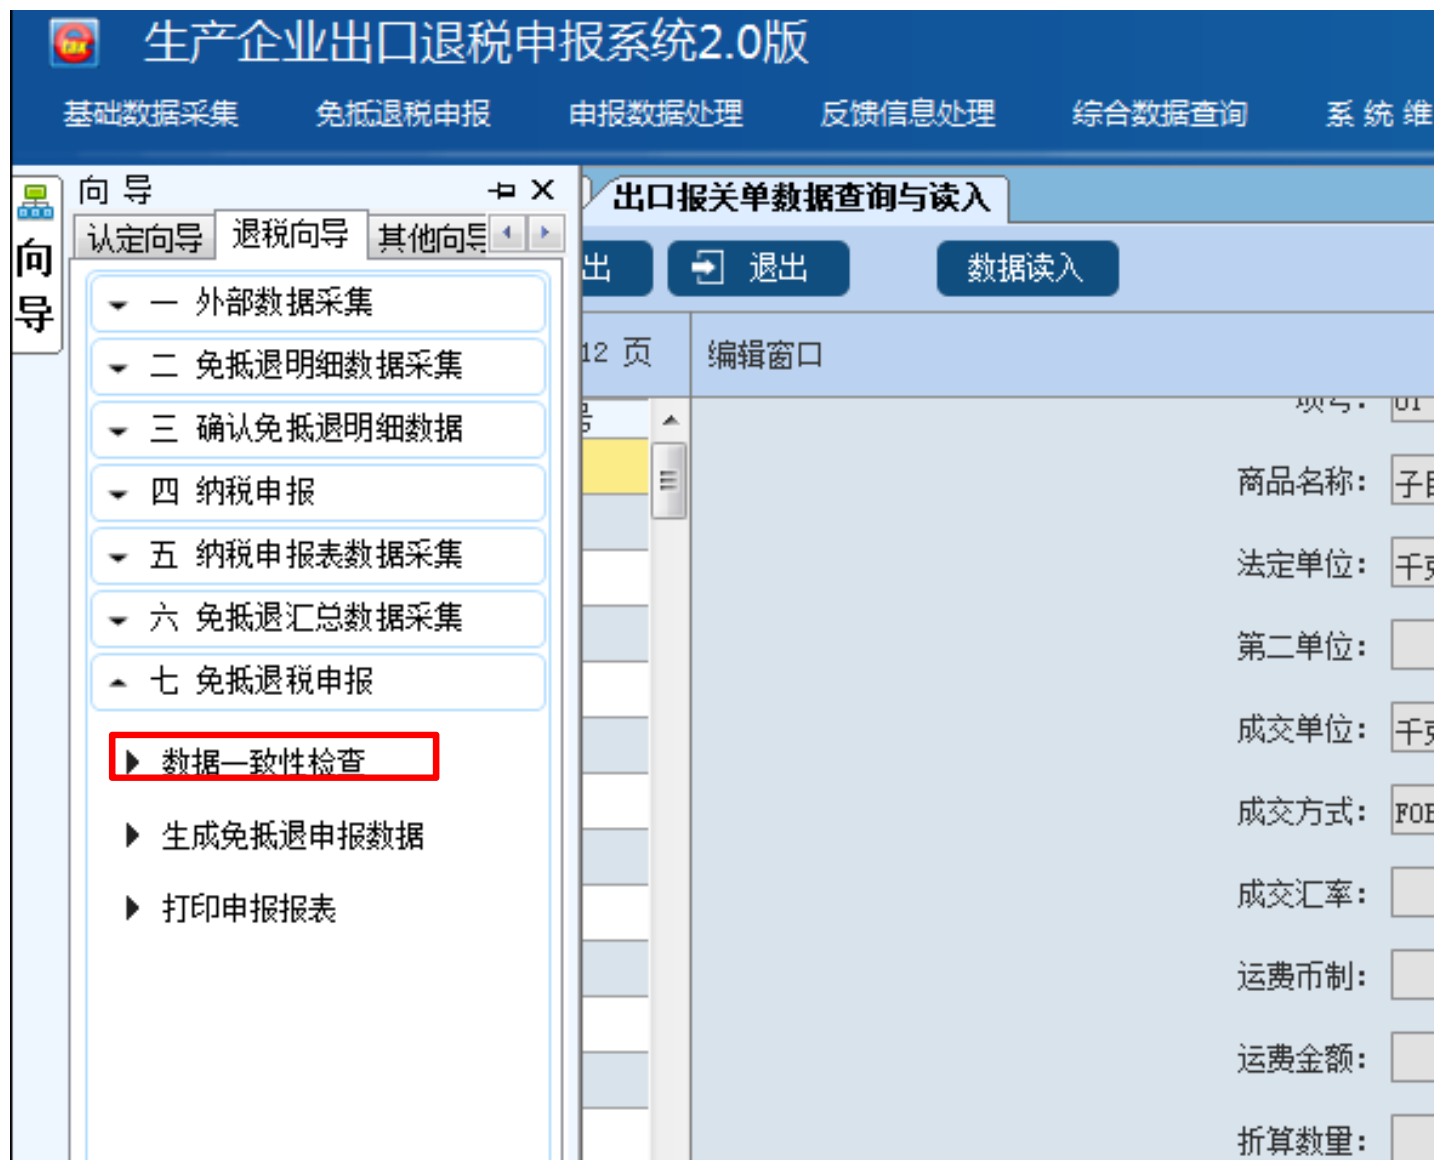 生产企业出口退税申报系统2.0版
基础数据采集 免抵退税申报 申报数据处理 反馈信息处理 综合数据查询 系 统 维
向导
向 导
认定向导 退税向导 其他向导
一 外部数据采集
二 免抵退明细数据采集
三 确认免抵退明细数据
四 纳税申报
五 纳税申报表数据采集
六 免抵退汇总数据采集
七 免抵退税申报
数据一致性检查
生成免抵退申报数据
打印申报报表
出口报关单数据查询与读入
出 退出 数据读入
12 页 编辑窗口
号
项号: 01
商品名称:
法定单位: 千
第二单位:
成交单位: 千
成交方式: FOB
成交汇率:
运费币制:
运费金额:
折算数量: